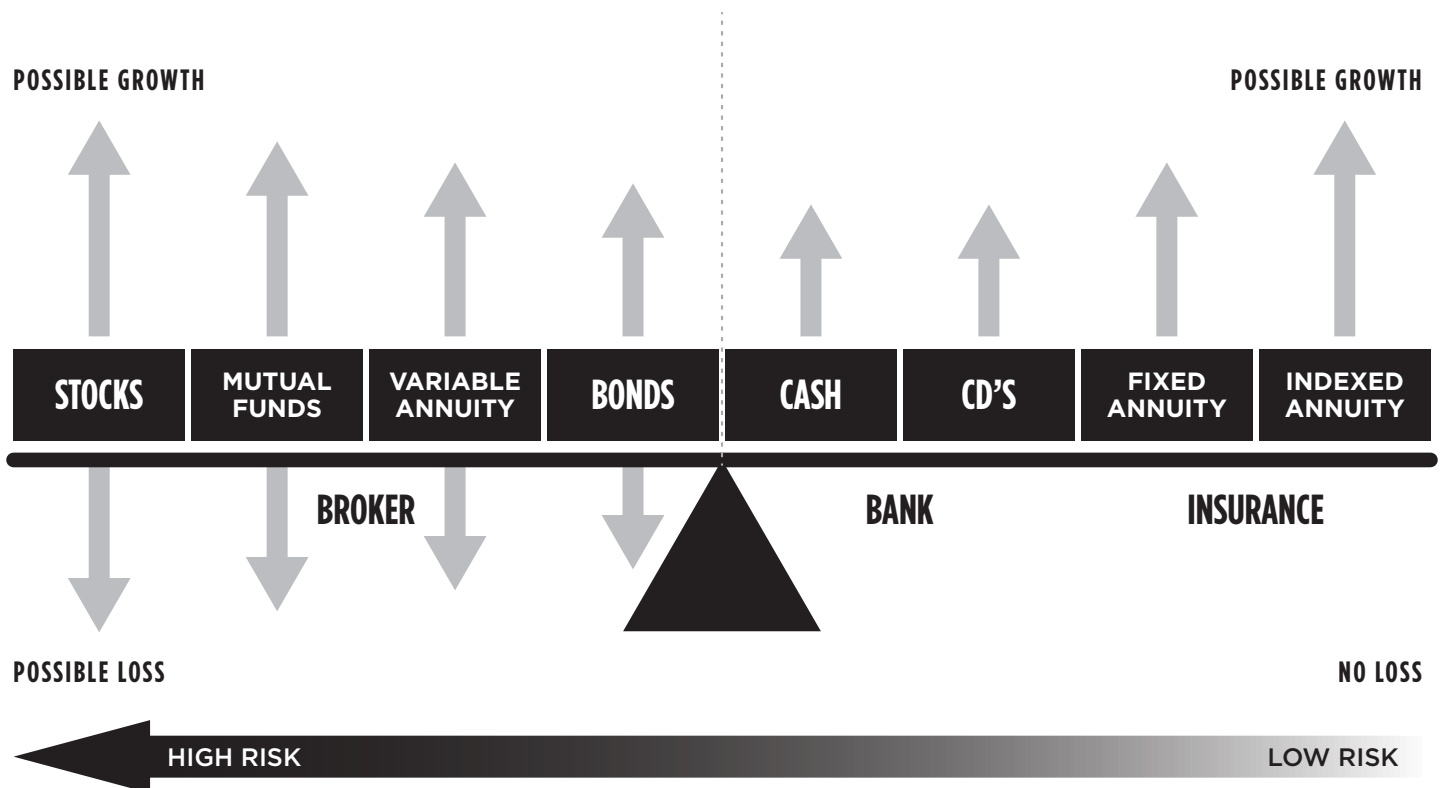 POSSIBLE GROWTH
POSSIBLE GROWTH
STOCKS
MUTUAL
FUNDS
VARIABLE
ANNUITY
BONDS
CASH
CD’S
FIXED
ANNUITY
INDEXED
ANNUITY
BROKER
BANK
INSURANCE
POSSIBLE LOSS
NO LOSS
HIGH RISK
LOW RISK